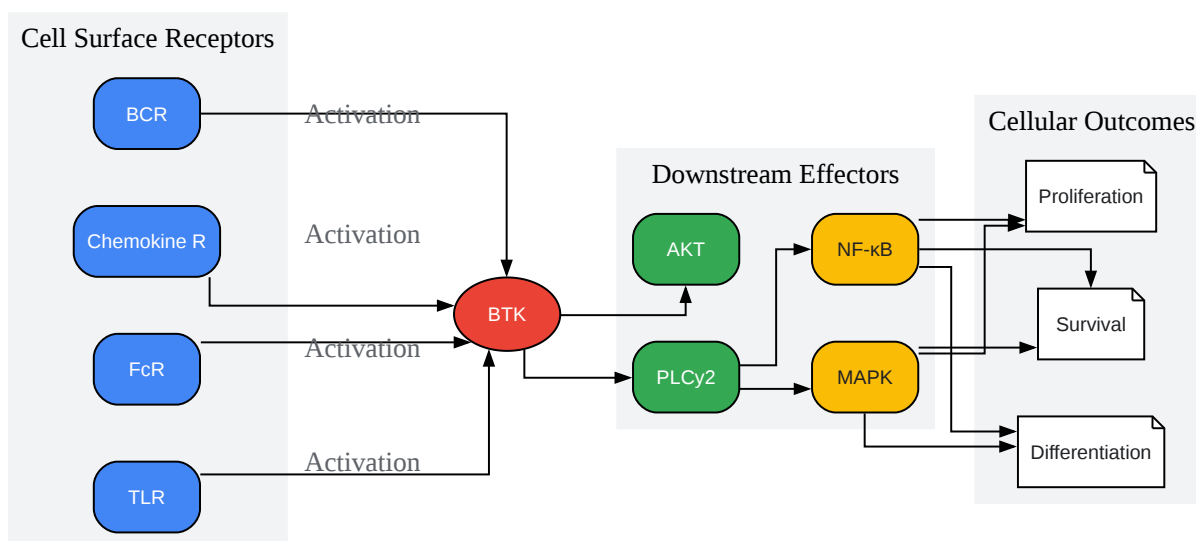 Cell Surface Receptors
BCR
Chemokine R
FcR
TLR
Activation
Activation
Activation
Activation
BTK
Downstream Effectors
AKT
PLCy2
NF-κB
MAPK
Cellular Outcomes
Proliferation
Survival
Differentiation